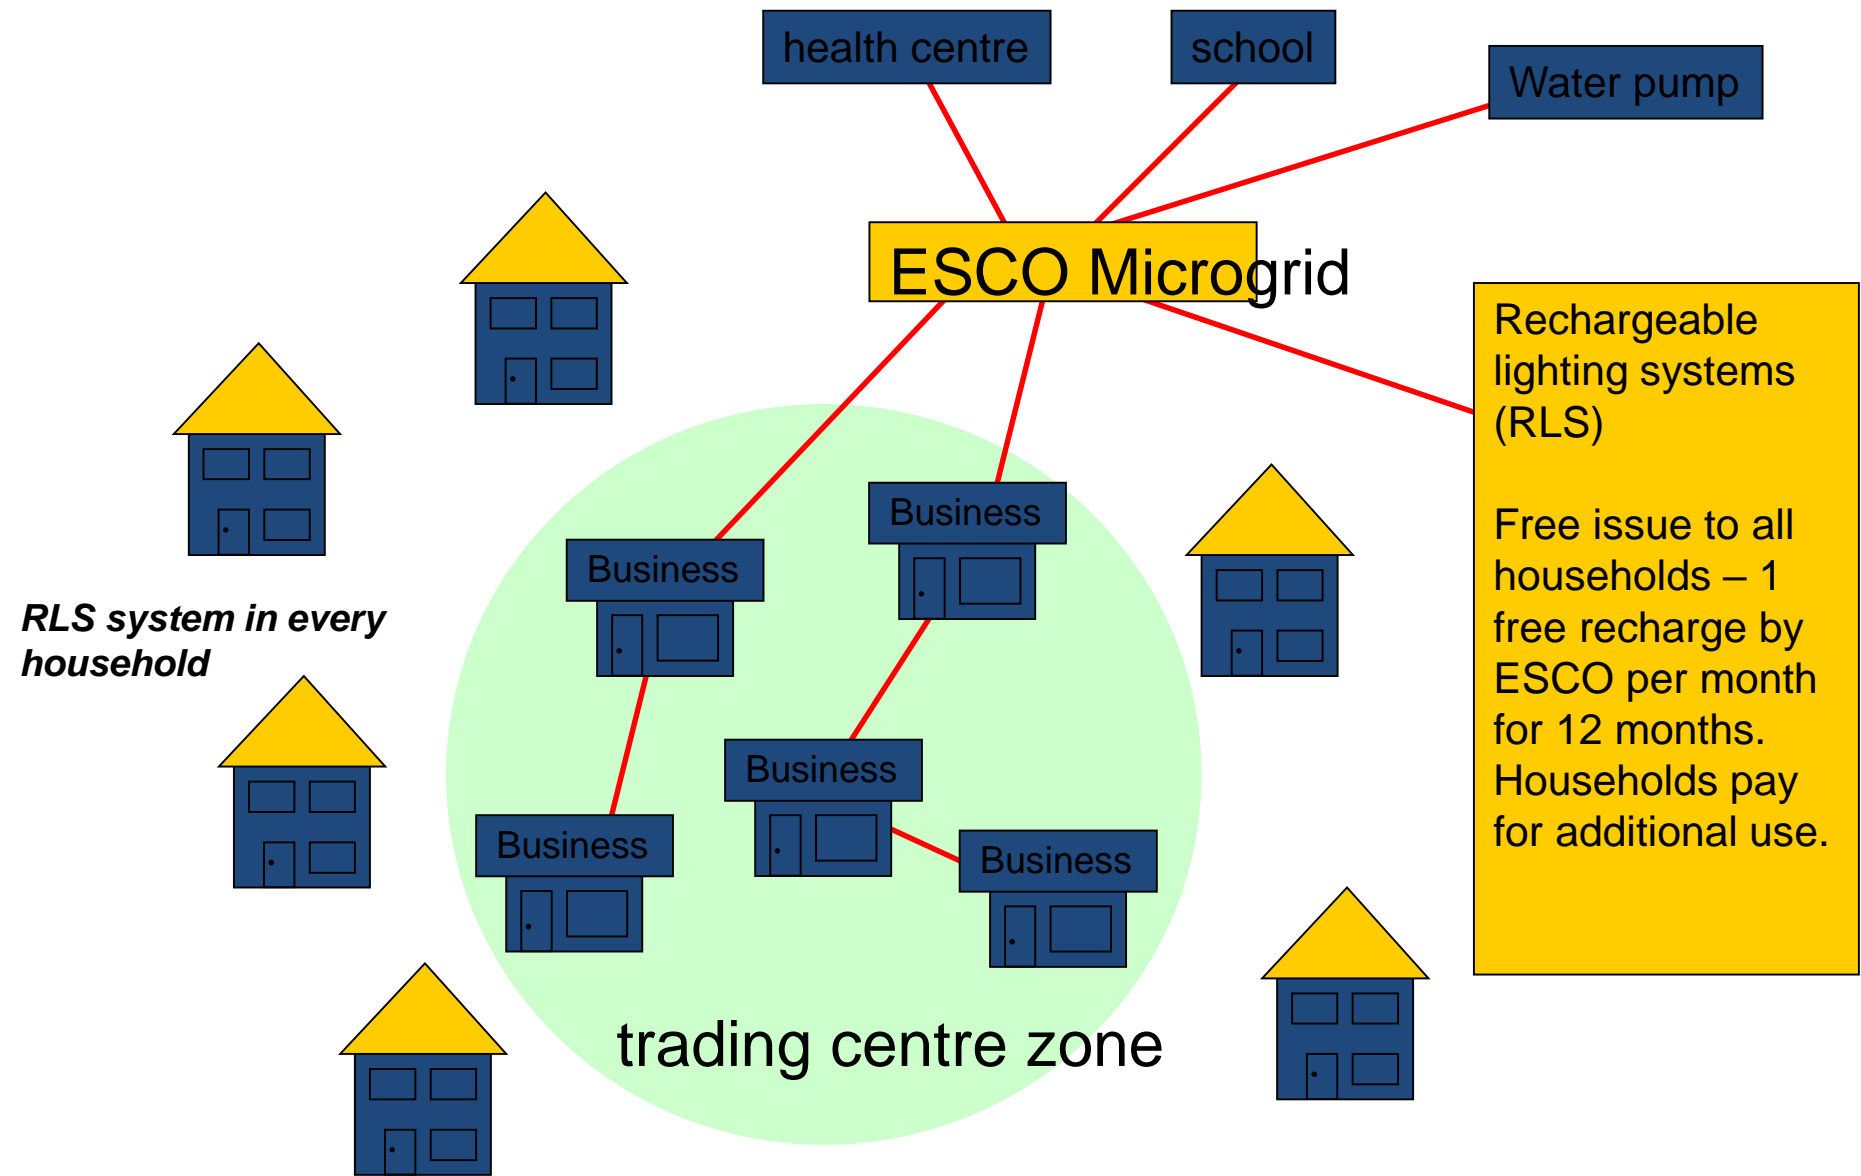 health centre
school
Water pump
ESCO Microgrid
Rechargeable
lighting systems
(RLS)
Free issue to all
households – 1
free recharge by
ESCO per month
for 12 months.
Households pay
for additional use.
RLS system in every
household
Business
Business
Business
Business
Business
trading centre zone